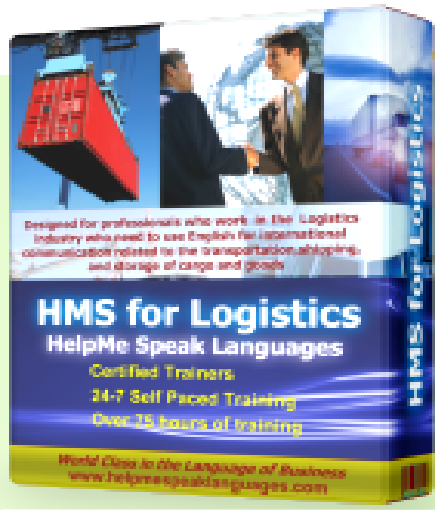 Designed for professionals who work in the Logistics
industry who need to use English for international
communication related to the transportation, shipping,
and storage of cargo and goods
HMS for Logistics
HelpMe Speak Languages
Certified Trainers
24-7 Self Paced Training
Over 75 hours of training
World Class in the Language of Business
www.helpmespeaklanguages.com
HMS for Logistics